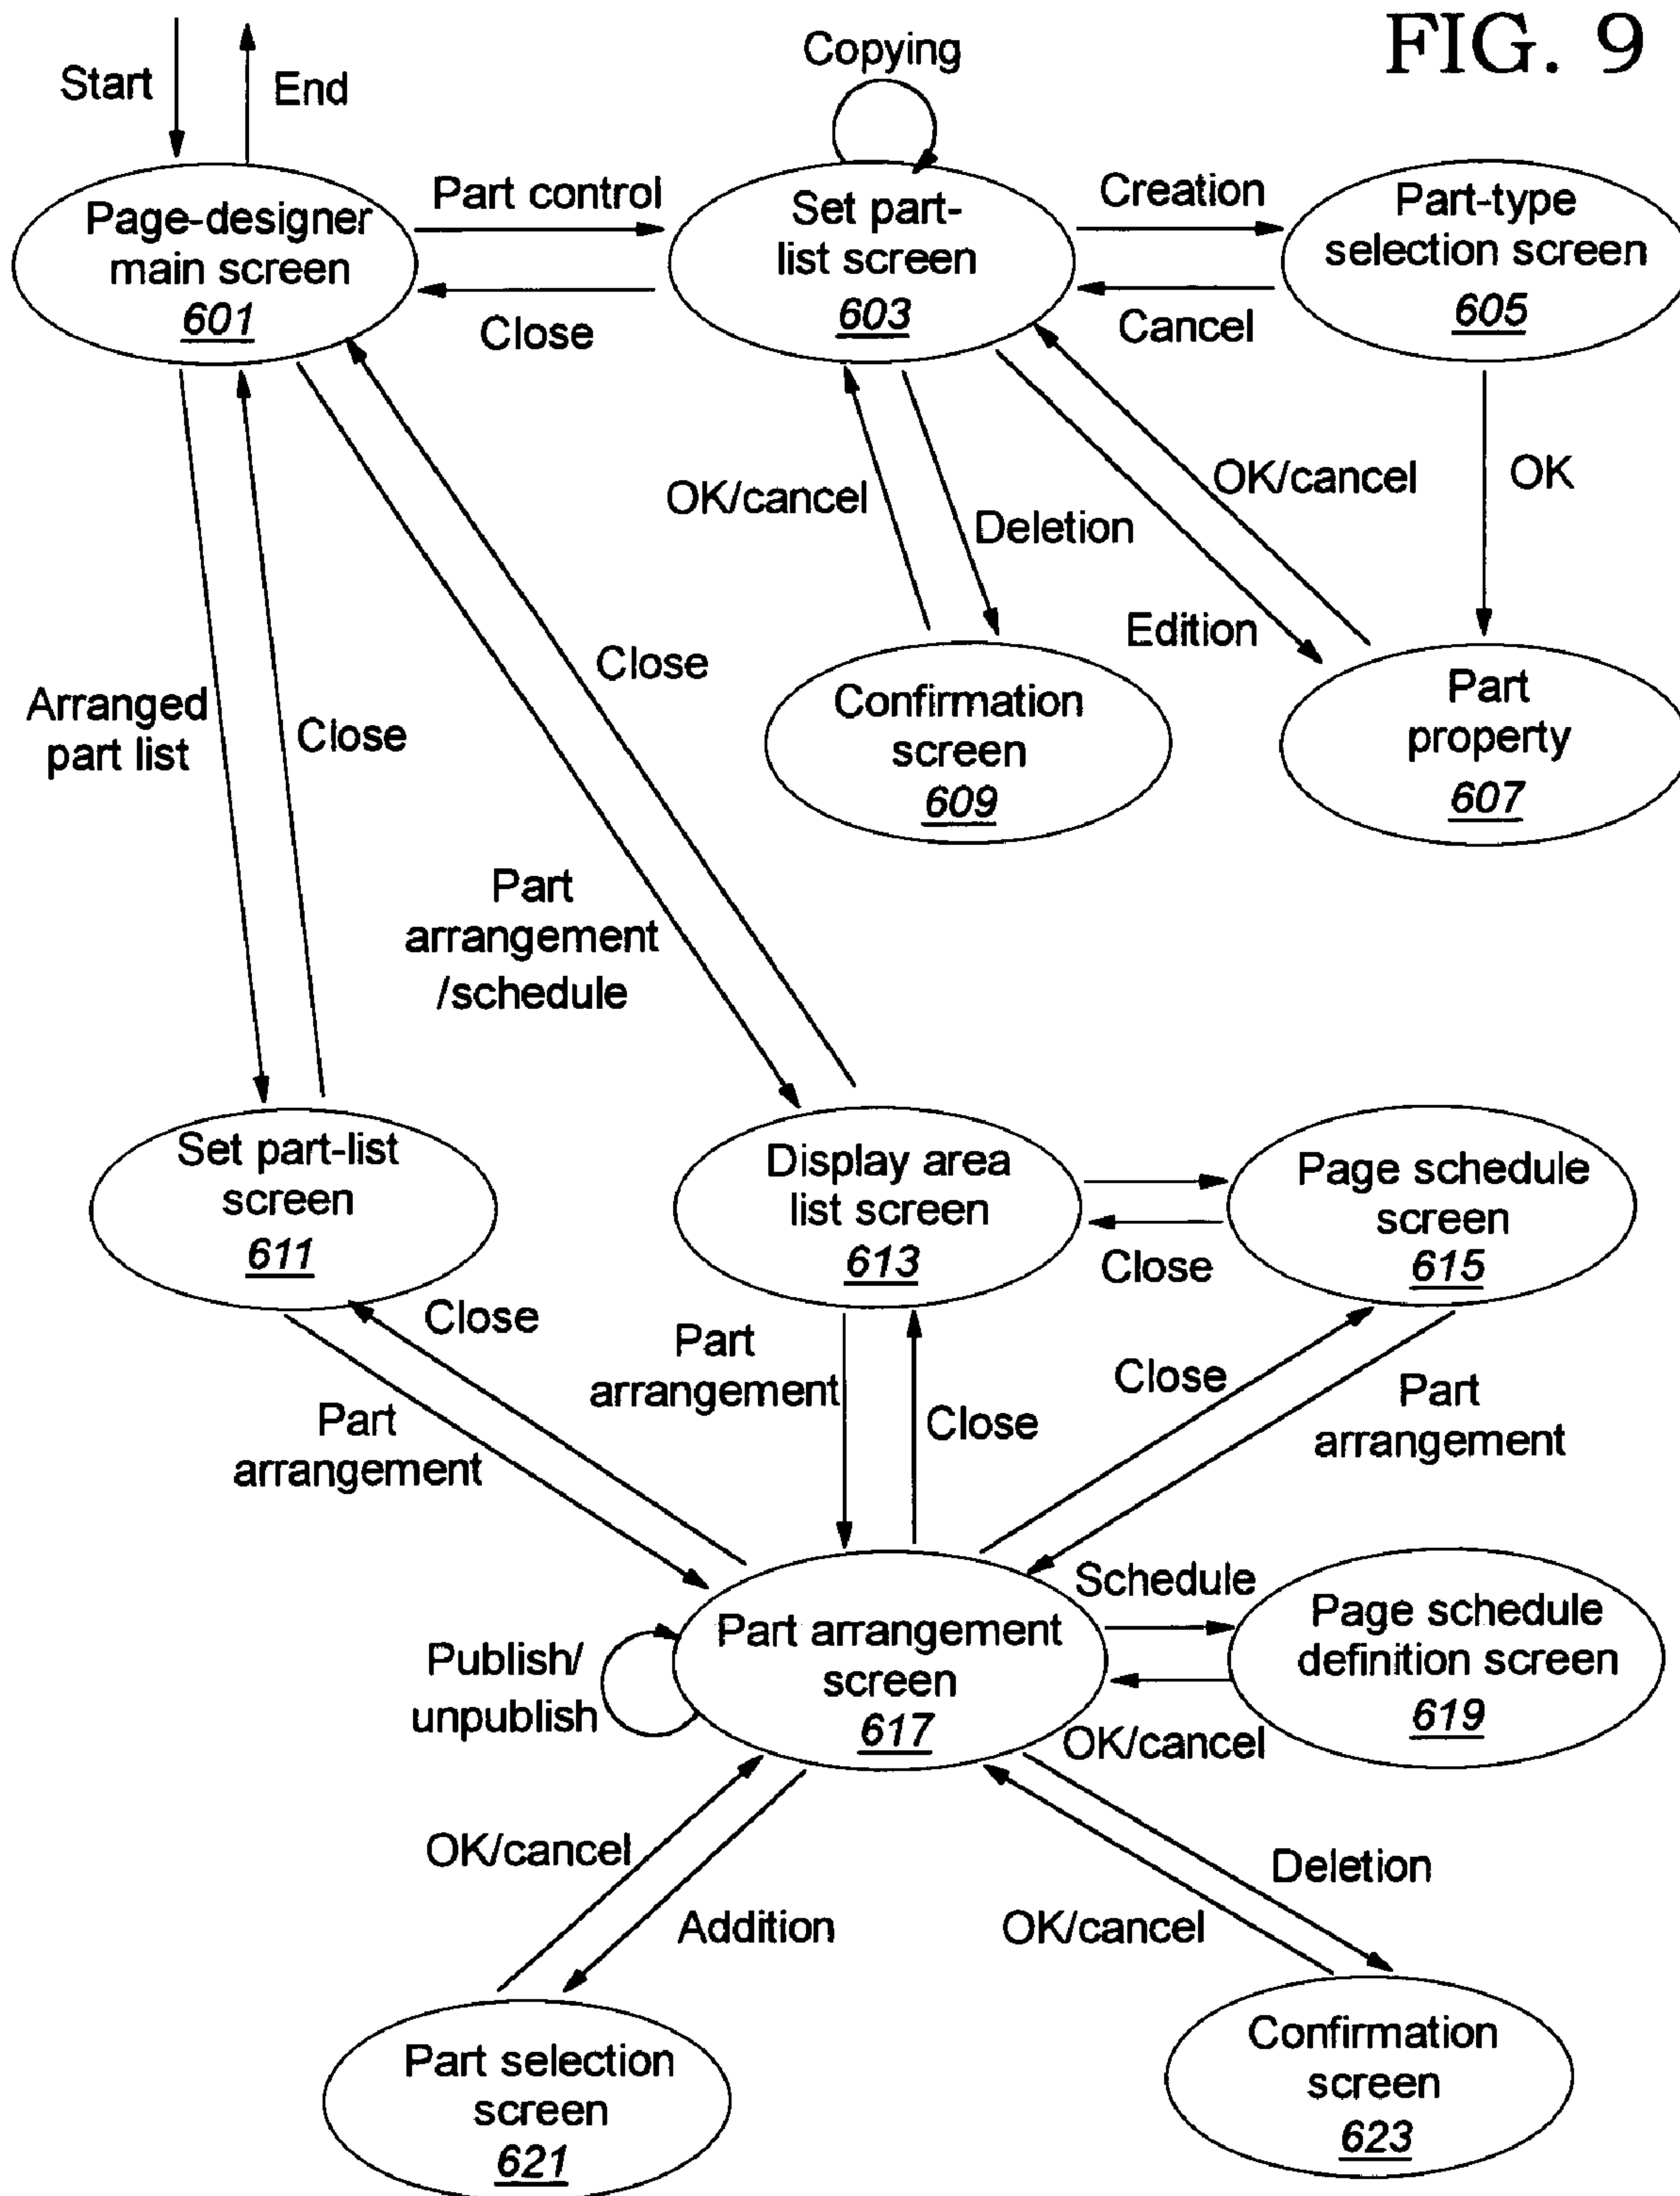 FIG. 9
Start
End
Copying
Page-designer
main screen
601
Part control
Close
Set part-
list screen
603
Creation
Cancel
Part-type
selection screen
605
OK/cancel
Deletion
OK/cancel
OK
Edition
Confirmation
screen
609
Part
property
607
Arranged
part list
Close
Close
Part
arrangement
/schedule
Set part-list
screen
611
Display area
list screen
613
Close
Page schedule
screen
615
Close
Part
arrangement
Part
arrangement
Close
Close
Part
arrangement
Publish/
unpublish
Part arrangement
screen
617
Schedule
OK/cancel
Page schedule
definition screen
619
OK/cancel
Addition
OK/cancel
Deletion
Part selection
screen
621
Confirmation
screen
623